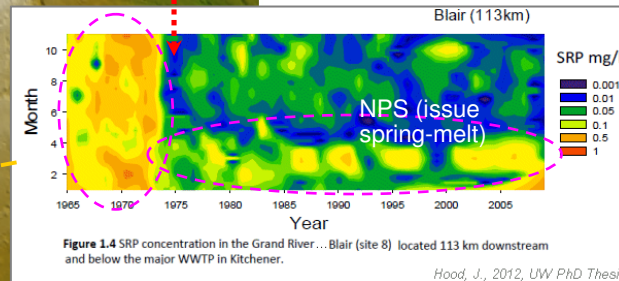 Blair (113km)
SRP mg/
10
8
6
4
2
Month
NPS (issue
spring-melt)
0.001
0.01
0.05
0.1
0.5
1
1965 1970 1975 1980 1985 1990 1995 2000 2005
Year
Figure 1.4 SRP concentration in the Grand River...Blair (site 8) located 113 km downstream
and below the major WWTP in Kitchener.
Hood, J., 2012, UW PhD Thesi